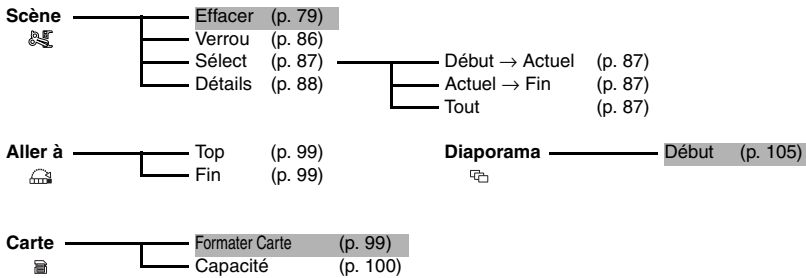 Scène Effacer (p. 79)
Verrou (p. 86)
Sélect (p. 87) Début → Actuel (p. 87)
Détails (p. 88) Actuel → Fin (p. 87)
Tout (p. 87)
Aller à Top (p. 99) Diaporama Début (p. 105)
Fin (p. 99)
Carte Formater Carte (p. 99)
Capacité (p. 100)